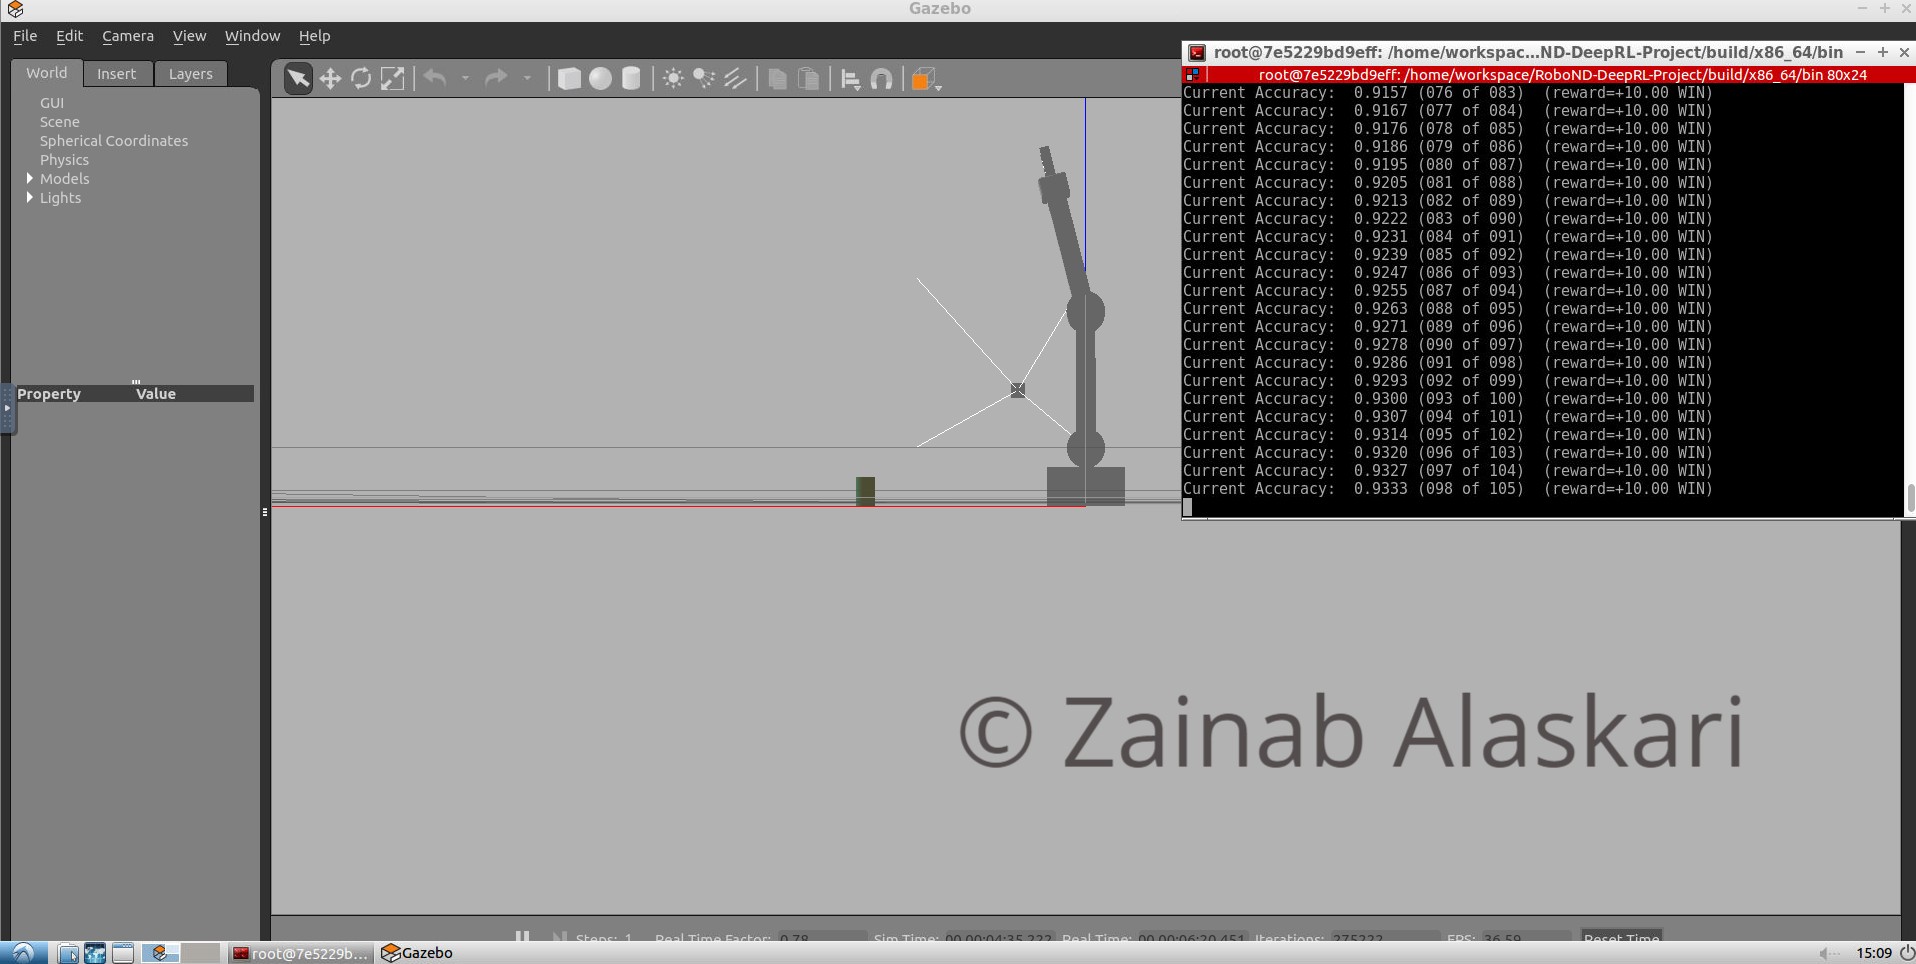 Gazebo
File Edit Camera View Window Help
World Insert Layers
GUI
Scene
Spherical Coordinates
Physics
Models
Lights
Property Value
root@7e5229bd9eff: /home/workspac...ND-DeepRL-Project/build/x86_64/bin
root@7e5229bd9eff: /home/workspace/RoboND-DeepRL-Project/build/x86_64/bin 80x24
Current Accuracy: 0.9157 (076 of 083) (reward=+10.00 WIN)
Current Accuracy: 0.9167 (077 of 084) (reward=+10.00 WIN)
Current Accuracy: 0.9176 (078 of 085) (reward=+10.00 WIN)
Current Accuracy: 0.9186 (079 of 086) (reward=+10.00 WIN)
Current Accuracy: 0.9195 (080 of 087) (reward=+10.00 WIN)
Current Accuracy: 0.9205 (081 of 088) (reward=+10.00 WIN)
Current Accuracy: 0.9213 (082 of 089) (reward=+10.00 WIN)
Current Accuracy: 0.9222 (083 of 090) (reward=+10.00 WIN)
Current Accuracy: 0.9231 (084 of 091) (reward=+10.00 WIN)
Current Accuracy: 0.9239 (085 of 092) (reward=+10.00 WIN)
Current Accuracy: 0.9247 (086 of 093) (reward=+10.00 WIN)
Current Accuracy: 0.9255 (087 of 094) (reward=+10.00 WIN)
Current Accuracy: 0.9263 (088 of 095) (reward=+10.00 WIN)
Current Accuracy: 0.9271 (089 of 096) (reward=+10.00 WIN)
Current Accuracy: 0.9278 (090 of 097) (reward=+10.00 WIN)
Current Accuracy: 0.9286 (091 of 098) (reward=+10.00 WIN)
Current Accuracy: 0.9293 (092 of 099) (reward=+10.00 WIN)
Current Accuracy: 0.9300 (093 of 100) (reward=+10.00 WIN)
Current Accuracy: 0.9307 (094 of 101) (reward=+10.00 WIN)
Current Accuracy: 0.9314 (095 of 102) (reward=+10.00 WIN)
Current Accuracy: 0.9320 (096 of 103) (reward=+10.00 WIN)
Current Accuracy: 0.9327 (097 of 104) (reward=+10.00 WIN)
Current Accuracy: 0.9333 (098 of 105) (reward=+10.00 WIN)
© Zainab Alaskari
Steps: 1 Real Time Factor: 0.78 Sim Time: 00 00:04:35.222 Real Time: 00 00:06:20.451 Iterations: 275222 FPS: 36.59 Reset Time
root@7e5229b... Gazebo 15:09